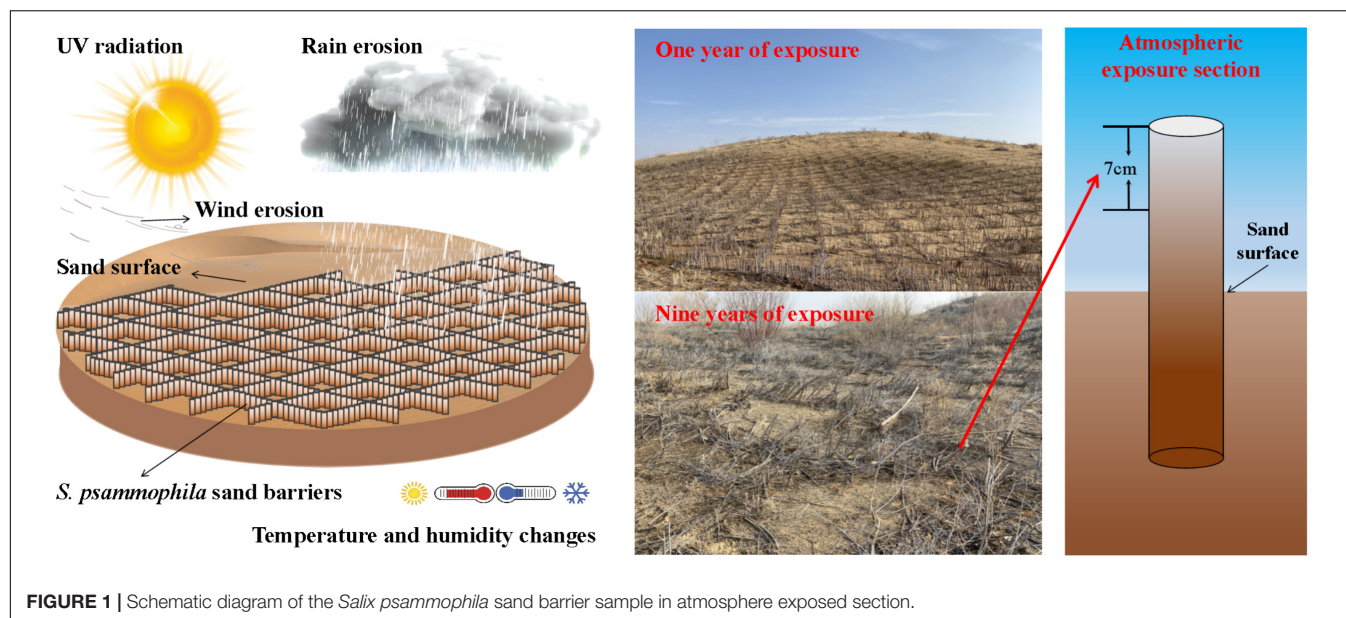 UV radiation
Rain erosion
Wind erosion
Sand surface
S. psammophila sand barriers
Temperature and humidity changes
One year of exposure
Nine years of exposure
Atmospheric
exposure section
7cm
Sand
surface
FIGURE 1 | Schematic diagram of the Salix psammophila sand barrier sample in atmosphere exposed section.